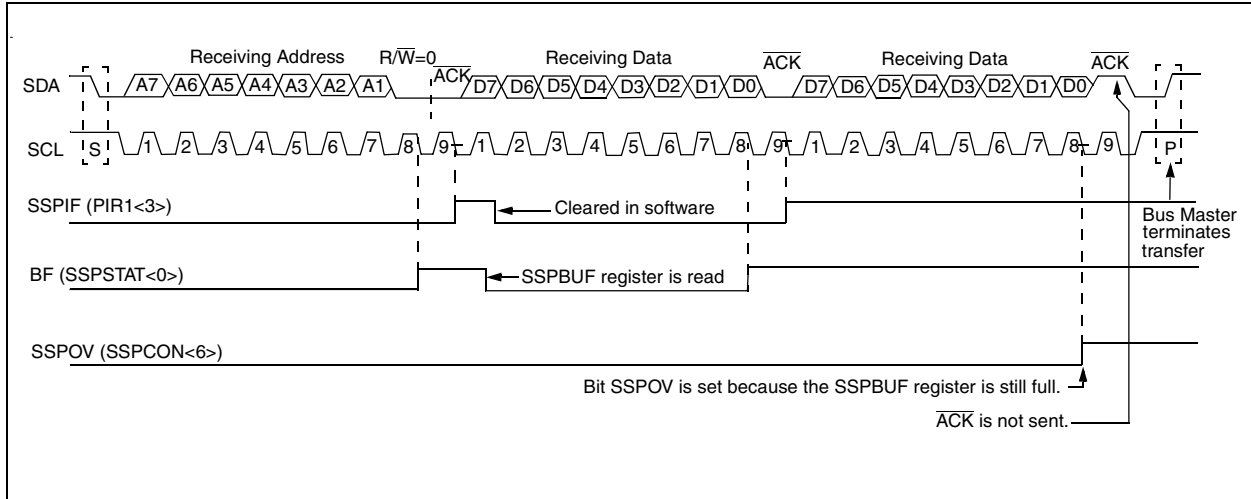 Receiving Address R/W=0 Receiving Data ACK Receiving Data ACK
ACK
SDA A7 A6 A5 A4 A3 A2 A1 D7 D6 D5 D4 D3 D2 D1 D0 D7 D6 D5 D4 D3 D2 D1 D0
SCL S 1 2 3 4 5 6 7 8 9 1 2 3 4 5 6 7 8 9 1 2 3 4 5 6 7 8 9 P
SSPIF (PIR1<3>)
Cleared in software
Bus Master
terminates
transfer
BF (SSPSTAT<0>)
SSPBUF register is read
SSPOV (SSPCON<6>)
Bit SSPOV is set because the SSPBUF register is still full.
ACK is not sent.